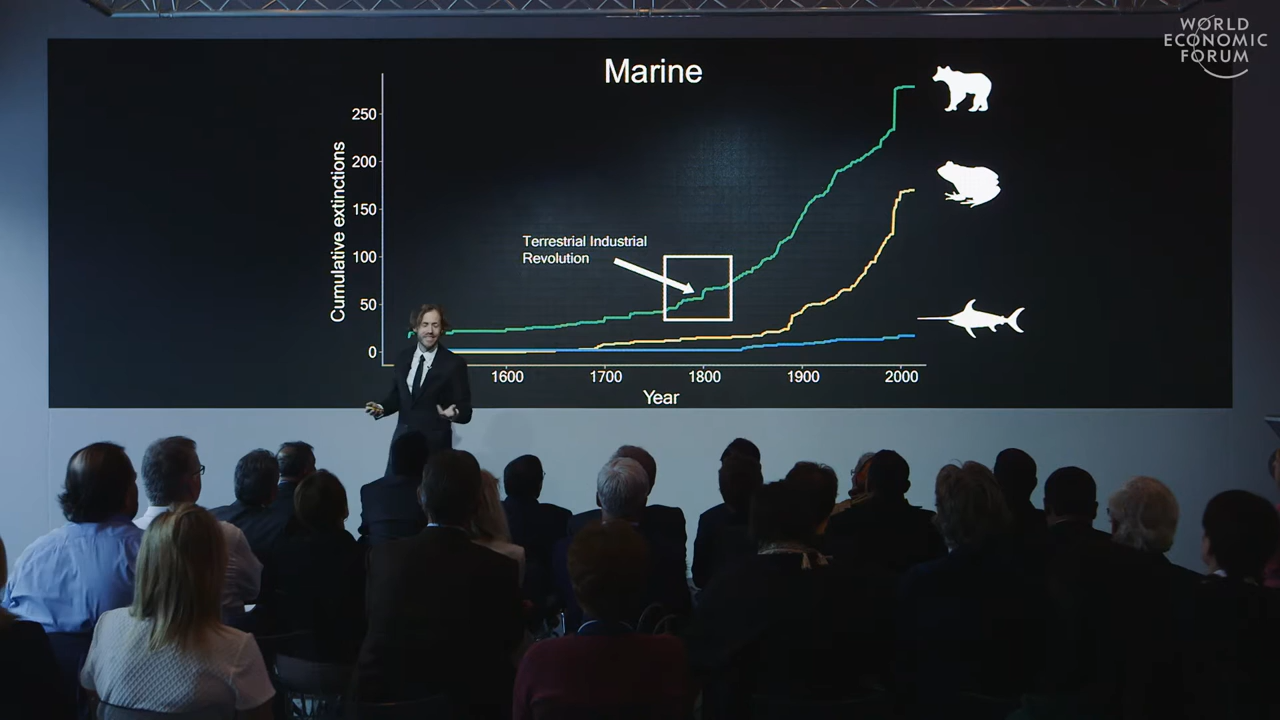 WORLD
ECONOMIC
FORUM
Marine
250
200
150
100
50
0
Cumulative extinctions
Terrestrial Industrial
Revolution
1600
1700
1800
1900
2000
Year